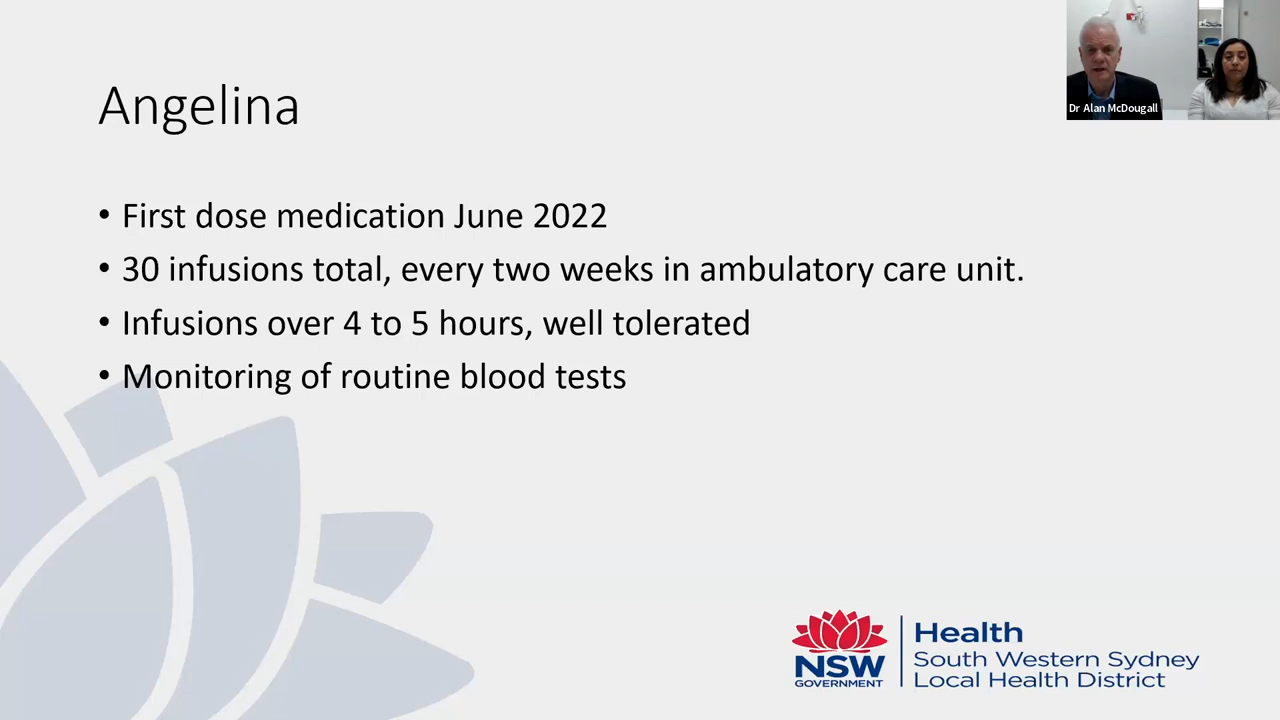 Dr Alan McDougall
Angelina
• First dose medication June 2022
• 30 infusions total, every two weeks in ambulatory care unit.
• Infusions over 4 to 5 hours, well tolerated
• Monitoring of routine blood tests
NSW
GOVERNMENT
Health
South Western Sydney
Local Health District